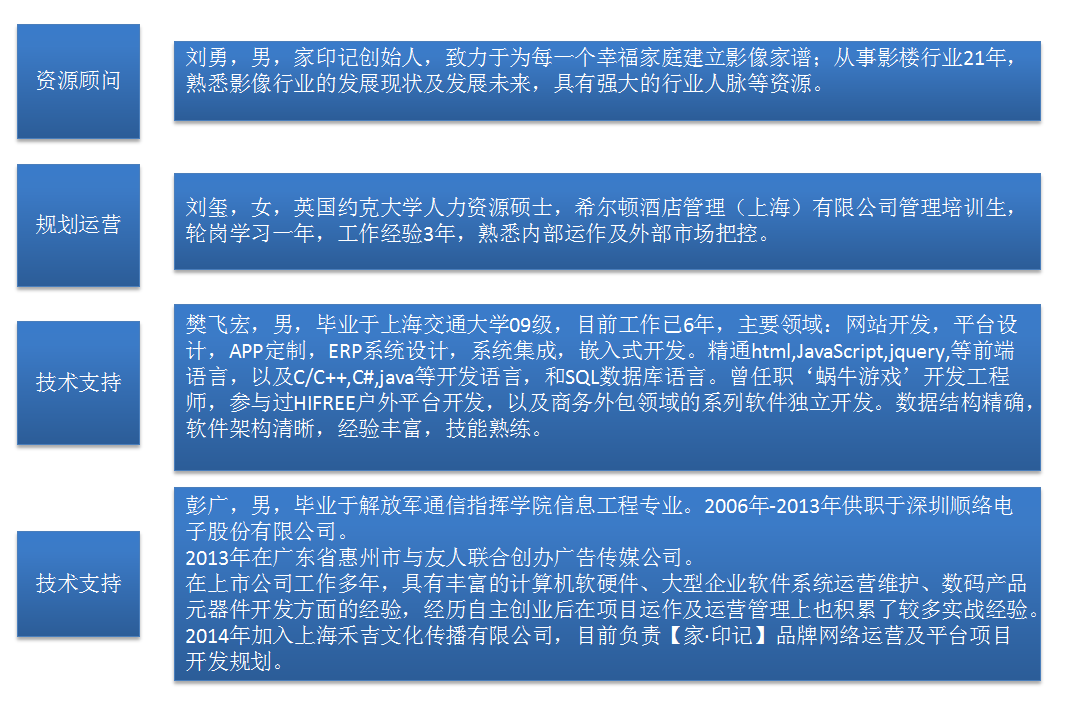 资源顾问
刘勇，男，家印记创始人，致力于为每一个幸福家庭建立影像家谱；从事影楼行业21年，
熟悉影像行业的发展现状及发展未来，具有强大的行业人脉等资源。
规划运营
刘玺，女，英国约克大学人力资源硕士，希尔顿酒店管理（上海）有限公司管理培训生，
轮岗学习一年，工作经验3年，熟悉内部运作及外部市场把控。
技术支持
樊飞宏，男，毕业于上海交通大学09级，目前工作已6年，主要领域：网站开发，平台设
计，APP定制，ERP系统设计，系统集成，嵌入式开发。精通html,JavaScript,jquery,等前端
语言，以及C/C++,C#,java等开发语言，和SQL数据库语言。曾任职‘蜗牛游戏’开发工程
师，参与过HIFREE户外平台开发，以及商务外包领域的系列软件独立开发。数据结构精确，
软件架构清晰，经验丰富，技能熟练。
技术支持
彭广，男，毕业于解放军通信指挥学院信息工程专业。2006年-2013年供职于深圳顺络电
子股份有限公司。
2013年在广东省惠州市与友人联合创办广告传媒公司。
在上市公司工作多年，具有丰富的计算机软硬件、大型企业软件系统运营维护、数码产品
元器件开发方面的经验，经历自主创业后在项目运作及运营管理上也积累了较多实战经验。
2014年加入上海禾吉文化传播有限公司，目前负责【家·印记】品牌网络运营及平台项目
开发规划。